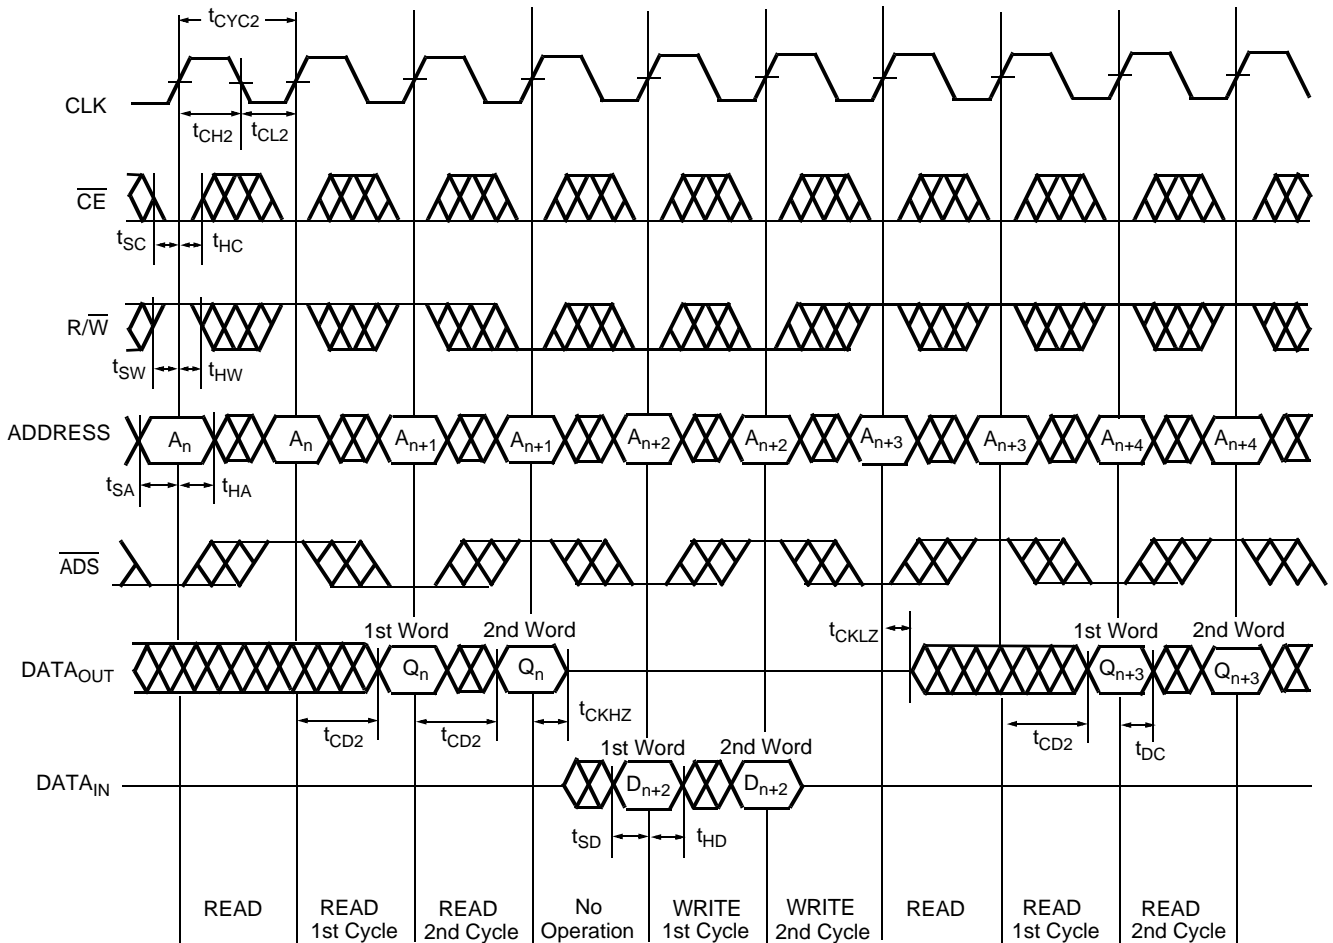 tCYC2
CLK
tCH2 tCL2
CE
tSC tHC
R/W
tSW tHW
ADDRESS An An An+1 An+1 An+2 An+2 An+3 An+3 An+4 An+4
tSA tHA
ADS
1st Word 2nd Word tCKLZ 1st Word 2nd Word
DATAOUT Qn Qn Qn+3 Qn+3
tCD2 tCD2 tCKHZ tCD2 tDC
1st Word 2nd Word
DATAIN Dn+2 Dn+2
tSD tHD
READ READ READ No WRITE WRITE READ READ READ
1st Cycle 2nd Cycle Operation 1st Cycle 2nd Cycle 1st Cycle 2nd Cycle